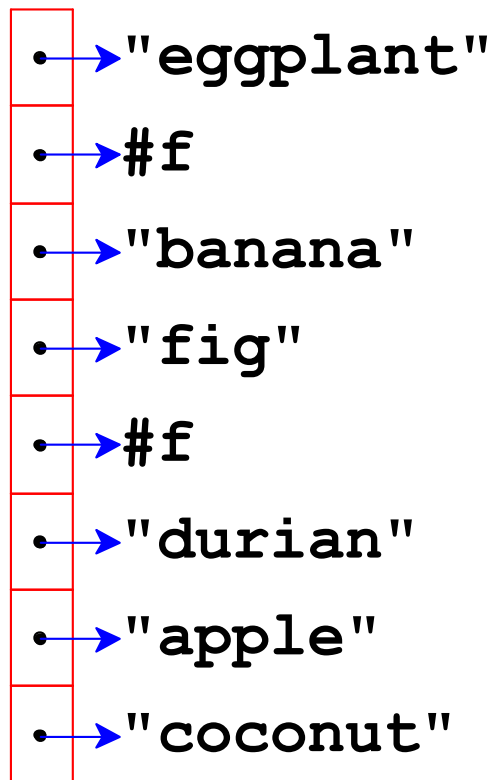 "eggplant"
#f
"banana"
"fig"
#f
"durian"
"apple"
"coconut"